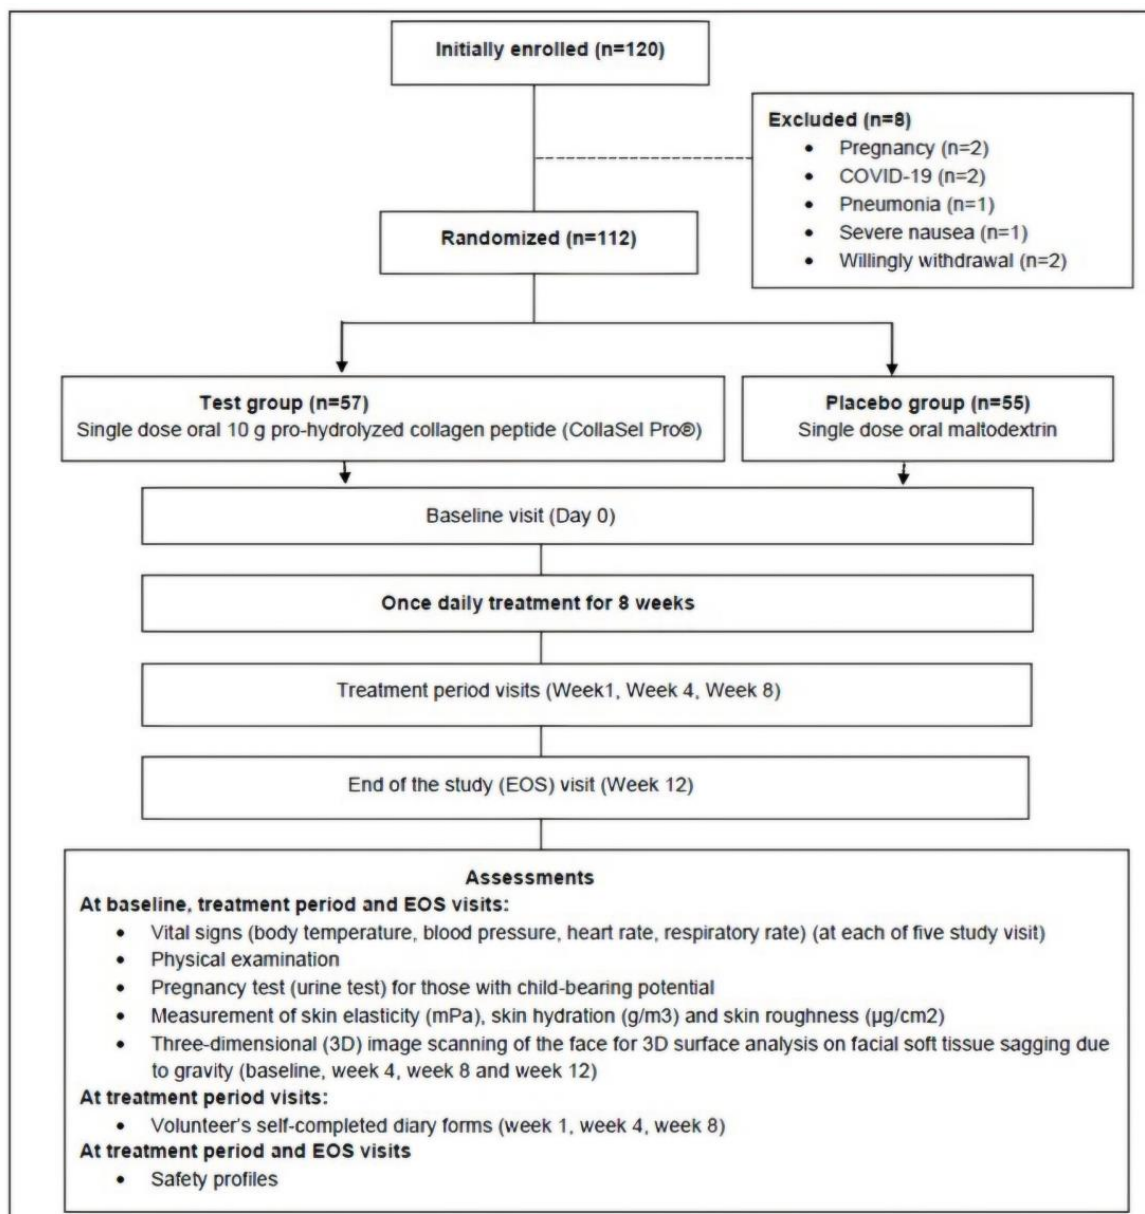 Initially enrolled (n=120)
Excluded (n=8)
• Pregnancy (n=2)
• COVID-19 (n=2)
• Pneumonia (n=1)
• Severe nausea (n=1)
• Willingly withdrawal (n=2)
Randomized (n=112)
Test group (n=57)
Single dose oral 10 g pro-hydrolyzed collagen peptide (CollaSel Pro®)
Placebo group (n=55)
Single dose oral maltodextrin
Baseline visit (Day 0)
Once daily treatment for 8 weeks
Treatment period visits (Week1, Week 4, Week 8)
End of the study (EOS) visit (Week 12)
Assessments
At baseline, treatment period and EOS visits:
• Vital signs (body temperature, blood pressure, heart rate, respiratory rate) (at each of five study visit)
• Physical examination
• Pregnancy test (urine test) for those with child-bearing potential
• Measurement of skin elasticity (mPa), skin hydration (g/m3) and skin roughness (µg/cm2)
• Three-dimensional (3D) image scanning of the face for 3D surface analysis on facial soft tissue sagging due
to gravity (baseline, week 4, week 8 and week 12)
At treatment period visits:
• Volunteer's self-completed diary forms (week 1, week 4, week 8)
At treatment period and EOS visits
• Safety profiles